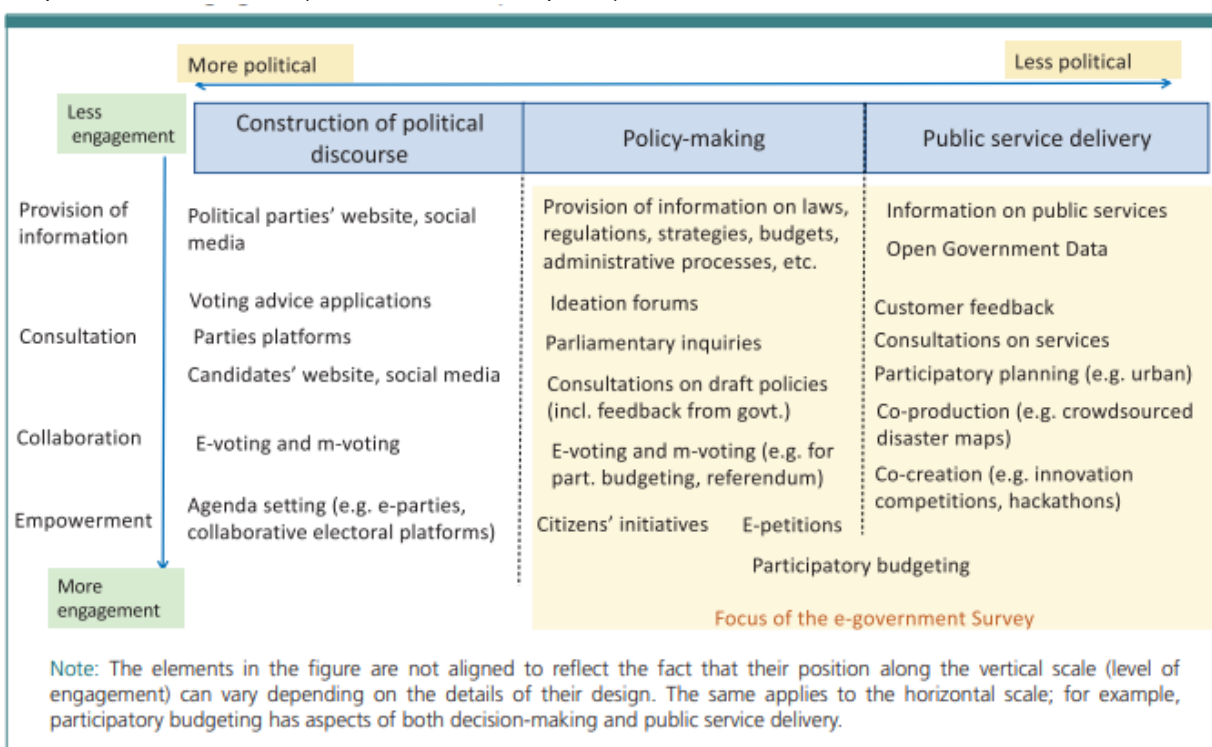 More political
Less political
Less
engagement
Construction of political
discourse
Policy-making
Public service delivery
Provision of
information
Political parties' website, social
media
Provision of information on laws,
regulations, strategies, budgets,
administrative processes, etc.
Information on public services
Open Government Data
Consultation
Voting advice applications
Parties platforms
Candidates' website, social media
Ideation forums
Parliamentary inquiries
Consultations on draft policies
(incl. feedback from govt.)
Customer feedback
Consultations on services
Participatory planning (e.g. urban)
Collaboration
E-voting and m-voting
E-voting and m-voting (e.g. for
part. budgeting, referendum)
Co-production (e.g. crowdsourced
disaster maps)
Co-creation (e.g. innovation
competitions, hackathons)
Empowerment
Agenda setting (e.g. e-parties,
collaborative electoral platforms)
Citizens' initiatives
E-petitions
Participatory budgeting
More
engagement
Focus of the e-government Survey
Note: The elements in the figure are not aligned to reflect the fact that their position along the vertical scale (level of
engagement) can vary depending on the details of their design. The same applies to the horizontal scale; for example,
participatory budgeting has aspects of both decision-making and public service delivery.